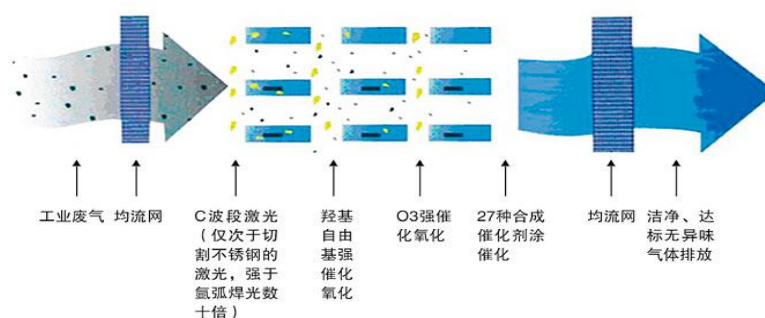 工业废气
均流网
C波段激光
（仅次于切
割不锈钢的
激光，强于
氩弧焊光数
十倍）
羟基
自由
基强
催化
氧化
O3强催
化氧化
27种合成
催化剂涂
催化
均流网
洁净、达
标无异味
气体排放